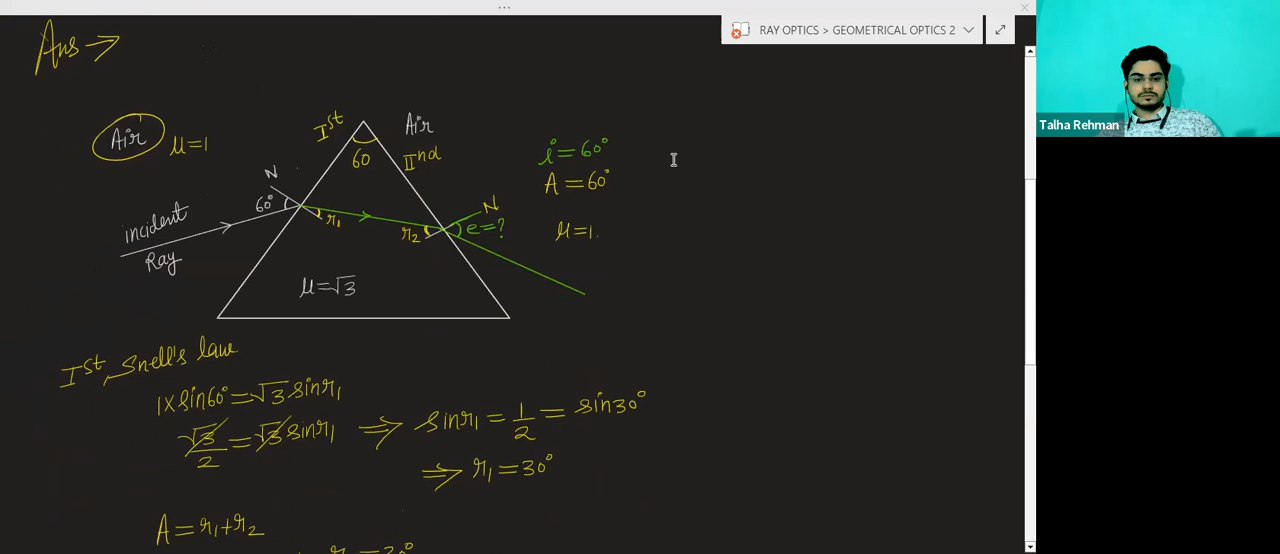 RAY OPTICS > GEOMETRICAL OPTICS 2
Talha Rehman
Ans →
Air μ=1
Ist
Air
IInd
60
N
60°
incident
Ray
r₁
r₂
N
e=?
μ=√3
i=60°
A=60°
μ=1.
Ist, Snell's law
1×sin60°=√3 sinr₁
√3/2=√3 sinr₁ ⇒ sinr₁ = 1/2 = sin30°
⇒ r₁ = 30°
A = r₁+r₂